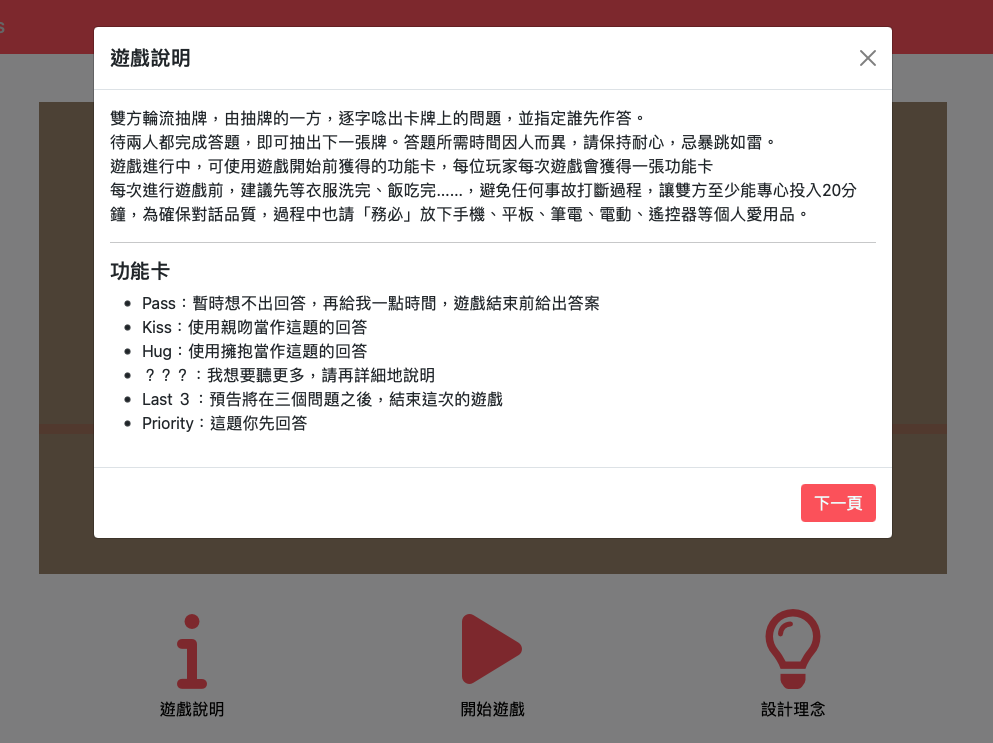 s
遊戲說明
雙方輪流抽牌，由抽牌的一方，逐字唸出卡牌上的問題，並指定誰先作答。
待兩人都完成答題，即可抽出下一張牌。答題所需時間因人而異，請保持耐心，忌暴跳如雷。
遊戲進行中，可使用遊戲開始前獲得的功能卡，每位玩家每次遊戲會獲得一張功能卡
每次進行遊戲前，建議先等衣服洗完、飯吃完......，避免任何事故打斷過程，讓雙方至少能專心投入20分
鐘，為確保對話品質，過程中也請「務必」放下手機、平板、筆電、電動、遙控器等個人愛用品。
功能卡
• Pass：暫時想不出回答，再給我一點時間，遊戲結束前給出答案
• Kiss：使用親吻當作這題的回答
• Hug：使用擁抱當作這題的回答
• ？？？：我想要聽更多，請再詳細地說明
• Last ３：預告將在三個問題之後，結束這次的遊戲
• Priority：這題你先回答
下一頁
遊戲說明
開始遊戲
設計理念